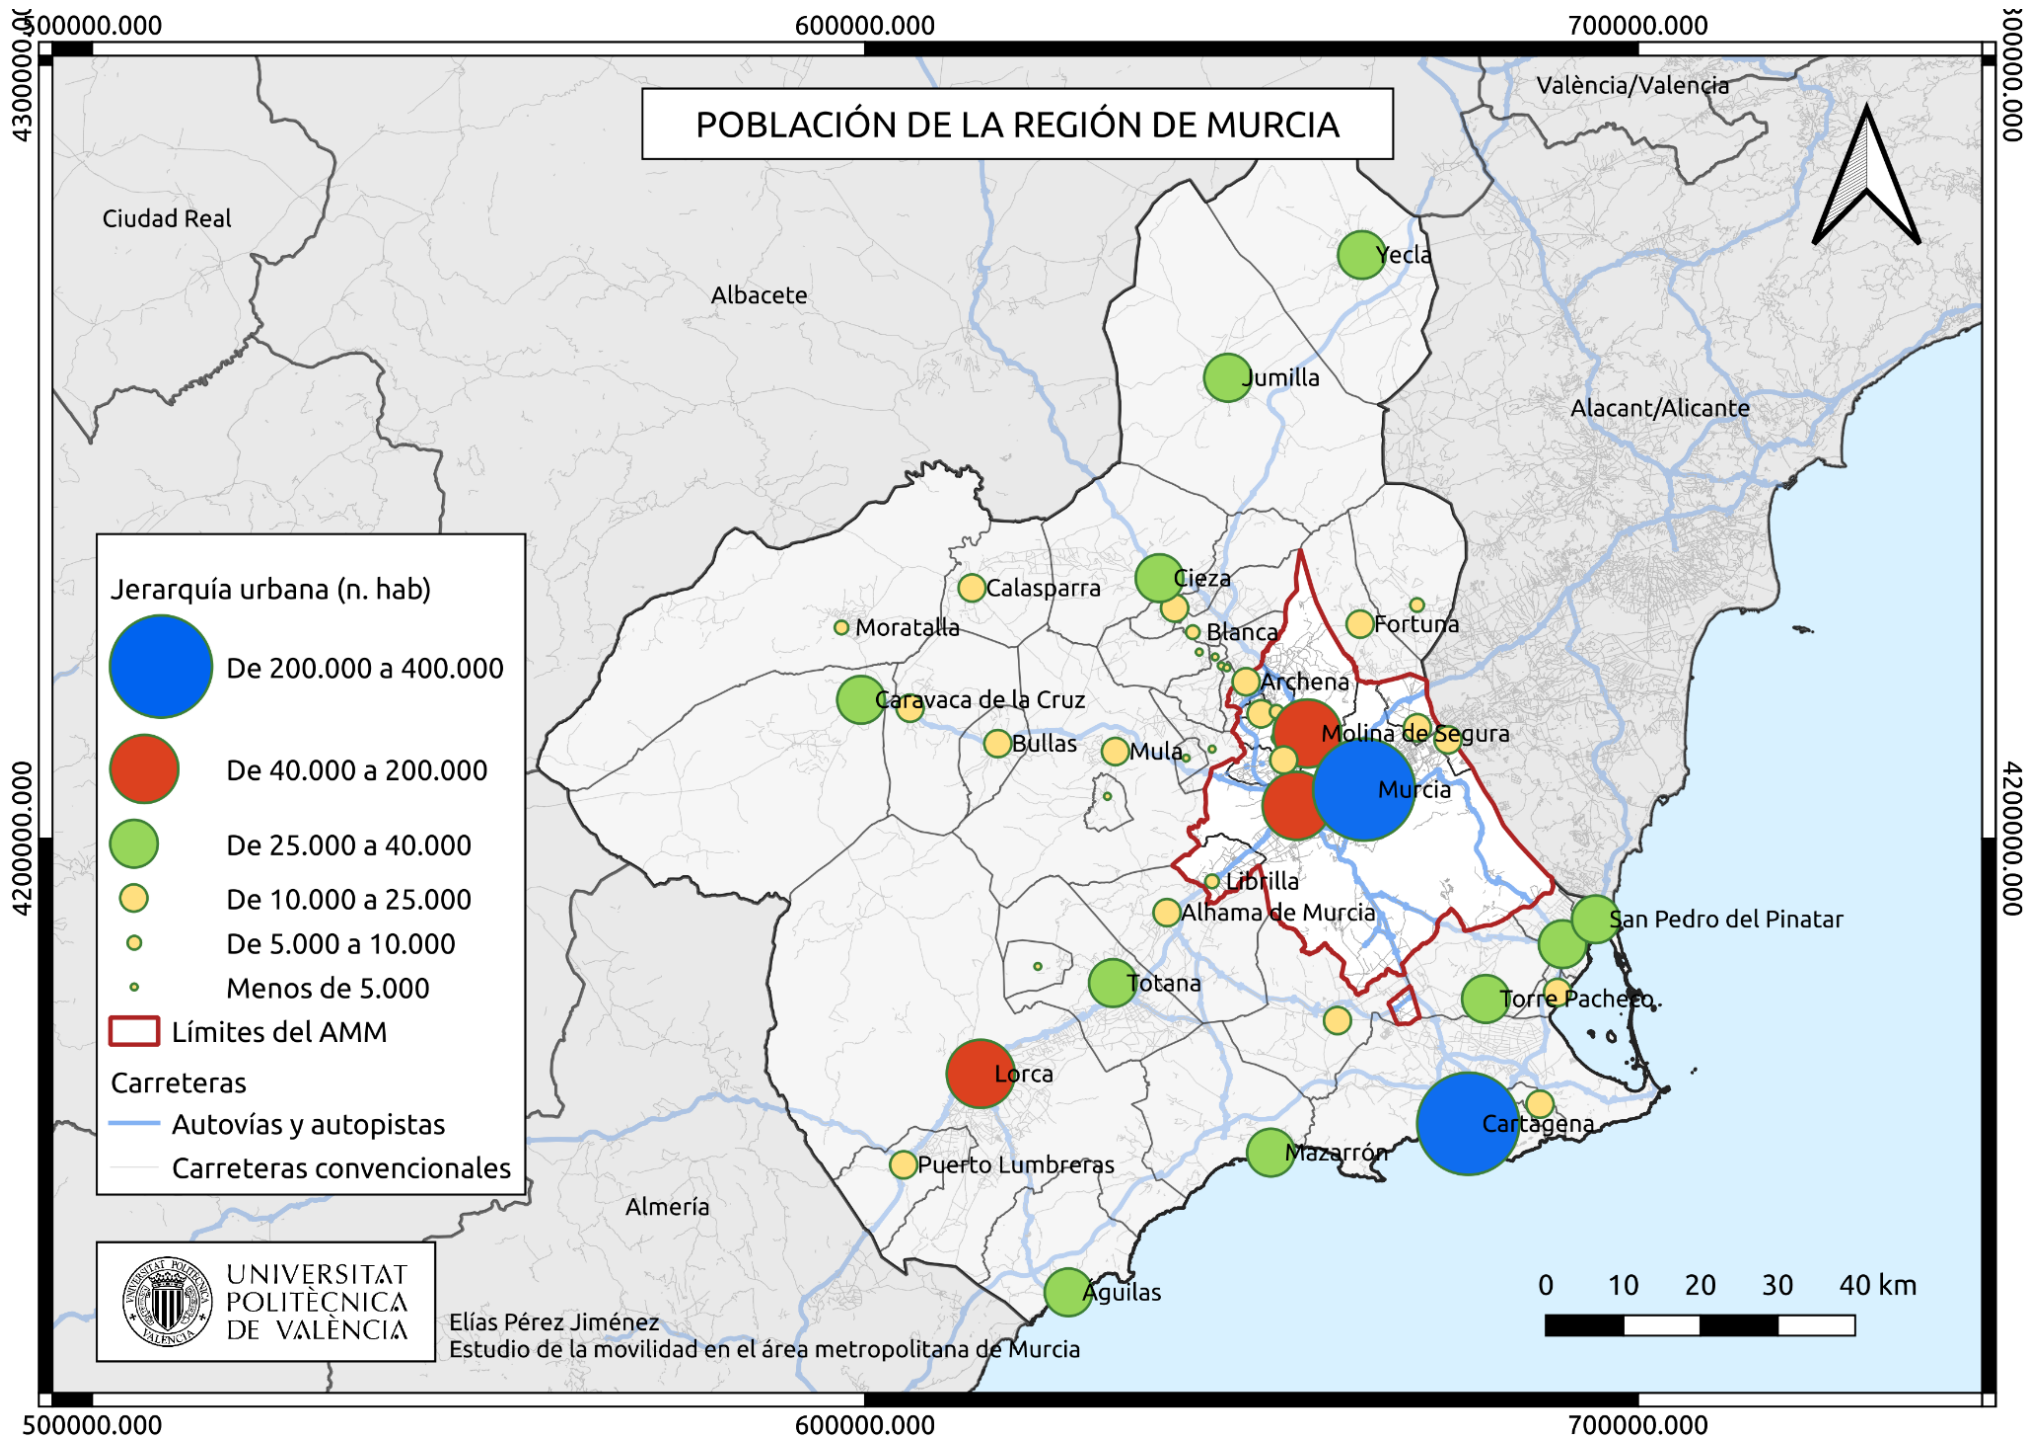 500000.000
600000.000
700000.000
4300000.000
4300000.000
POBLACIÓN DE LA REGIÓN DE MURCIA
València/Valencia
Ciudad Real
Albacete
Yecla
Jumilla
Alacant/Alicante
Cieza
Calasparra
Moratalla
Blanca
Fortuna
Archena
Caravaca de la Cruz
Bullas
Mula
Molina de Segura
Murcia
4200000.000
4200000.000
Librilla
Alhama de Murcia
San Pedro del Pinatar
Totana
Torre Pacheco
Lorca
Cartagena
Mazarrón
Puerto Lumbreras
Almería
Águilas
Jerarquía urbana (n. hab)
De 200.000 a 400.000
De 40.000 a 200.000
De 25.000 a 40.000
De 10.000 a 25.000
De 5.000 a 10.000
Menos de 5.000
Límites del AMM
Carreteras
Autovías y autopistas
Carreteras convencionales
UNIVERSITAT
POLITÈCNICA
DE VALÈNCIA
Elías Pérez Jiménez
Estudio de la movilidad en el área metropolitana de Murcia
0 10 20 30 40 km
500000.000
600000.000
700000.000